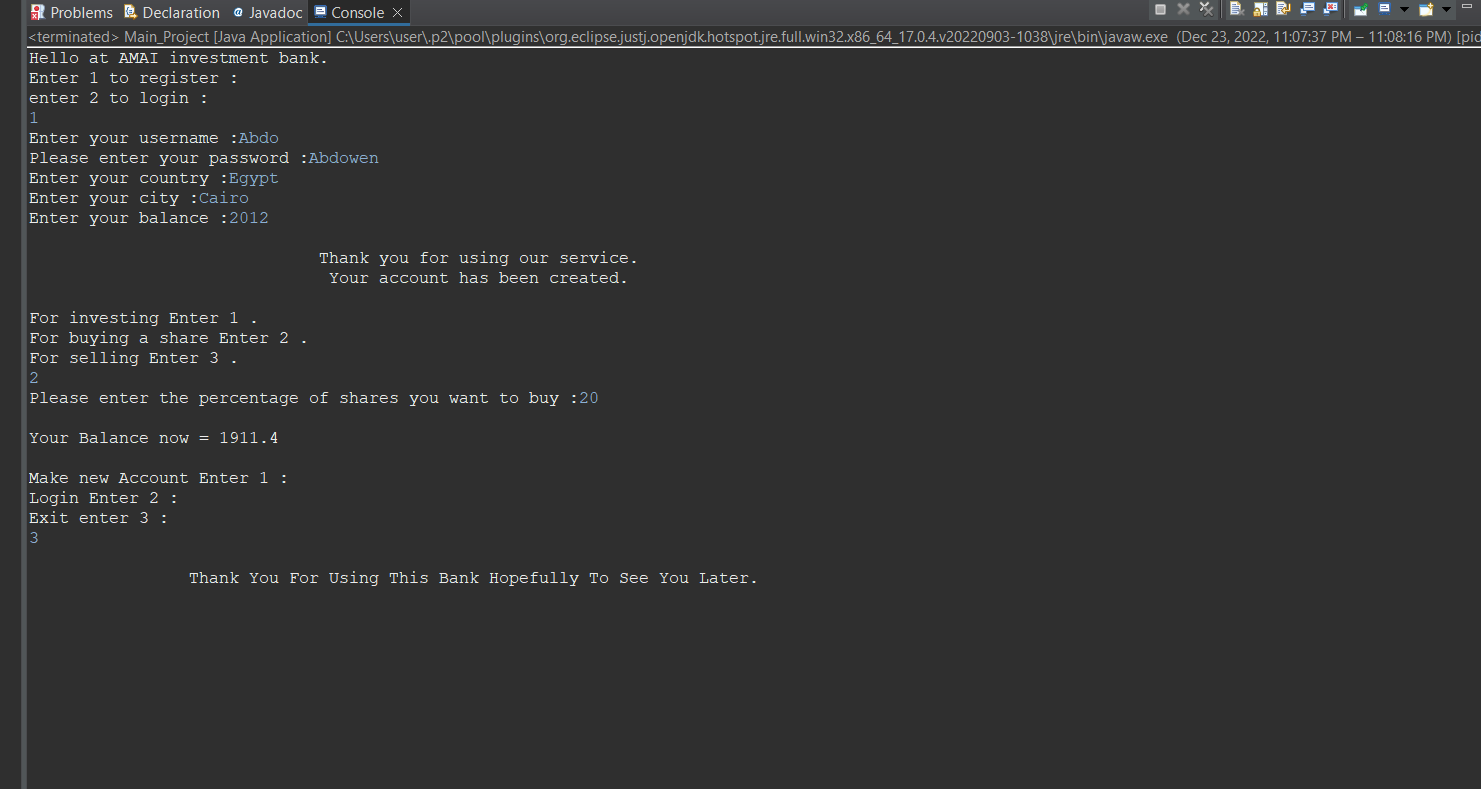 Problems Declaration @ Javadoc Console
<terminated> Main_Project [Java Application] C:\Users\user\.p2\pool\plugins\org.eclipse.justj.openjdk.hotspot.jre.full.win32.x86_64_17.0.4.v20220903-1038\jre\bin\javaw.exe (Dec 23, 2022, 11:07:37 PM – 11:08:16 PM) [pid
Hello at AMAI investment bank.
Enter 1 to register :
enter 2 to login :
1
Enter your username :Abdo
Please enter your password :Abdowen
Enter your country :Egypt
Enter your city :Cairo
Enter your balance :2012
Thank you for using our service.
Your account has been created.
For investing Enter 1 .
For buying a share Enter 2 .
For selling Enter 3 .
2
Please enter the percentage of shares you want to buy :20
Your Balance now = 1911.4
Make new Account Enter 1 :
Login Enter 2 :
Exit enter 3 :
3
Thank You For Using This Bank Hopefully To See You Later.